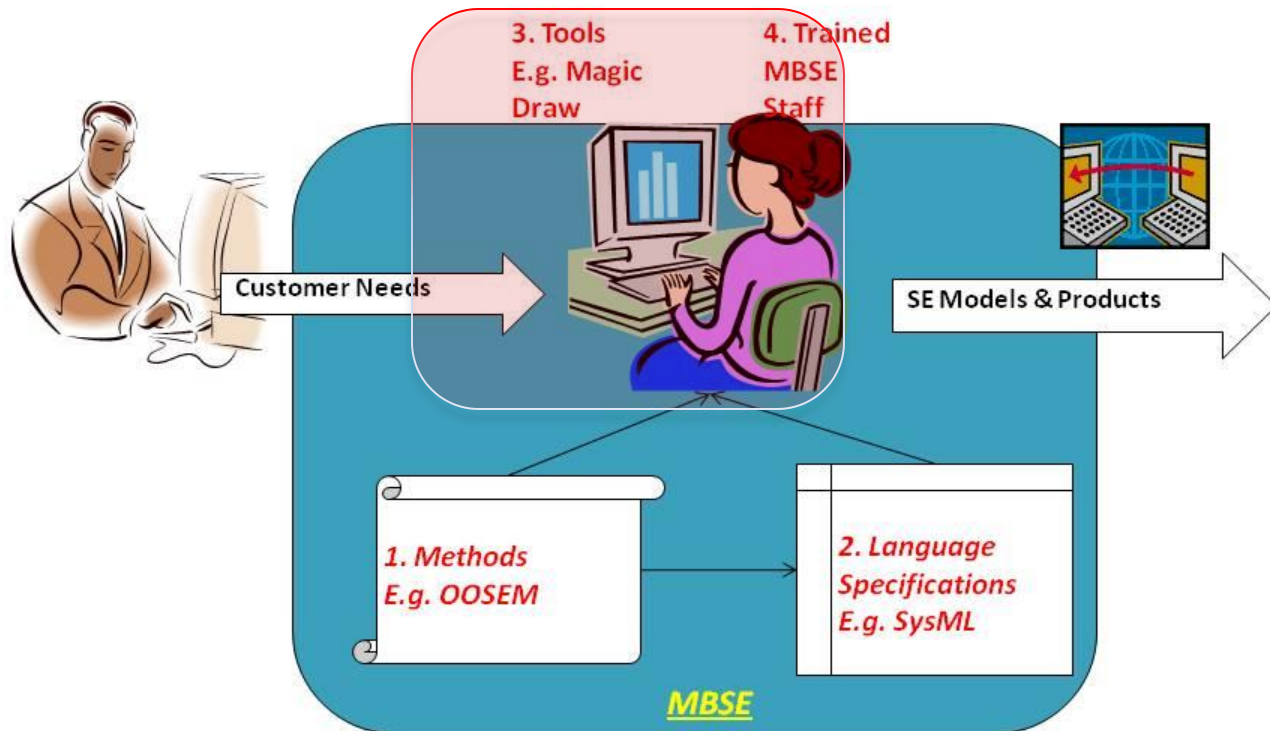 3. Tools
E.g. Magic
Draw
4. Trained
MBSE
Staff
Customer Needs
SE Models & Products
1. Methods
E.g. OOSEM
2. Language
Specifications
E.g. SysML
MBSE